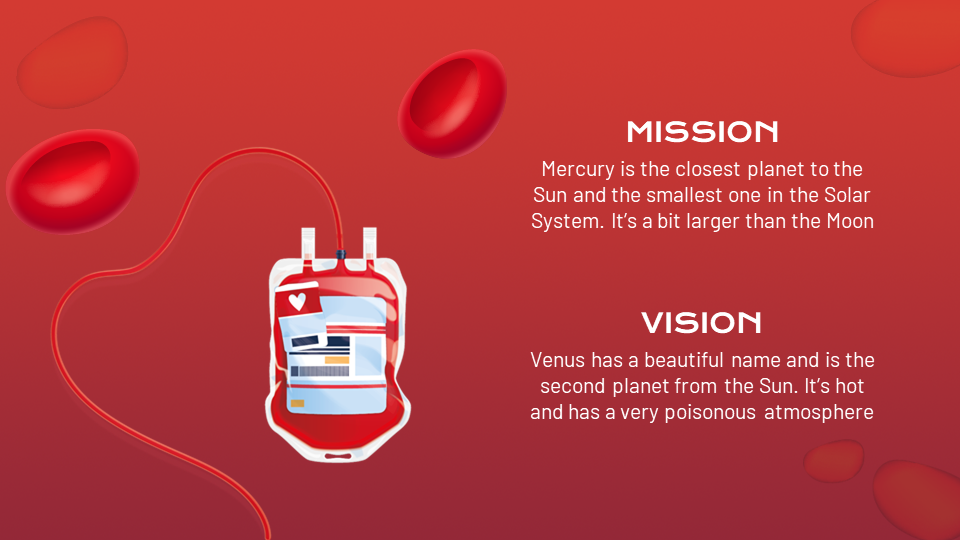 MISSION
Mercury is the closest planet to the
Sun and the smallest one in the Solar
System. It’s a bit larger than the Moon
VISION
Venus has a beautiful name and is the
second planet from the Sun. It’s hot
and has a very poisonous atmosphere